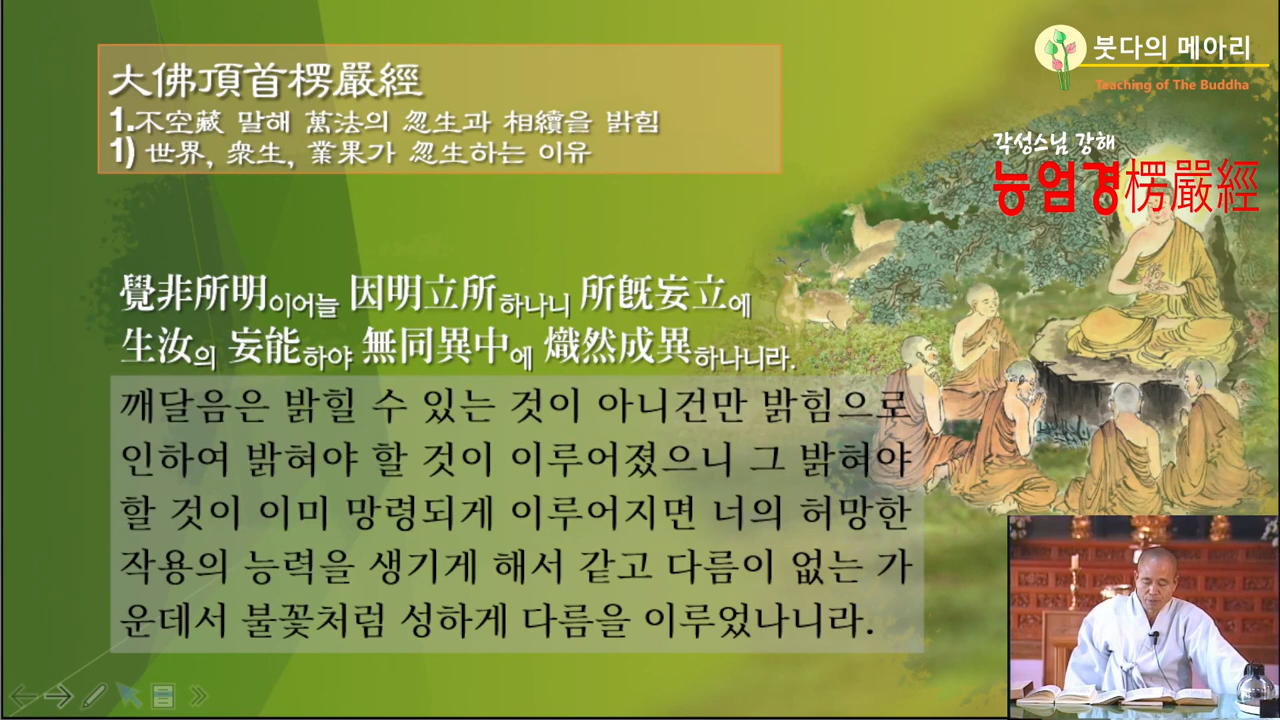 大佛頂首楞嚴經
1.不空藏 말해 萬法의 忽生과 相續을 밝힘
1) 世界, 衆生, 業果가 忽生하는 이유
붓다의 메아리
Teaching of The Buddha
각성스님 강해
능엄경楞嚴經
覺非所明이어늘 因明立所하나니 所旣妄立에
生汝의 妄能하야 無同異中에 熾然成異하나니라.
깨달음은 밝힐 수 있는 것이 아니건만 밝힘으로
인하여 밝혀야 할 것이 이루어졌으니 그 밝혀야
할 것이 이미 망령되게 이루어지면 너의 허망한
작용의 능력을 생기게 해서 같고 다름이 없는 가
운데서 불꽃처럼 성하게 다름을 이루었나니라.